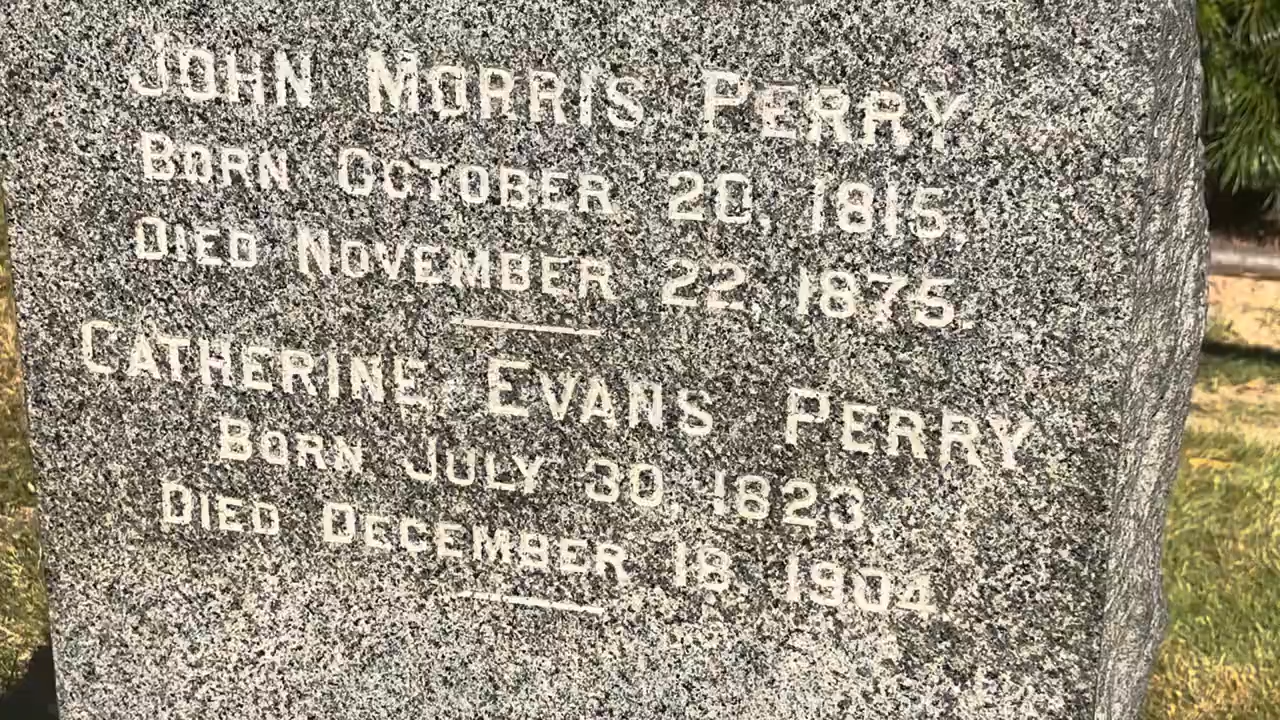 JOHN MORRIS PERRY
BORN OCTOBER 20, 1815,
DIED NOVEMBER 22, 1875.
CATHERINE EVANS PERRY
BORN JULY 30, 1823,
DIED DECEMBER 18, 1904.